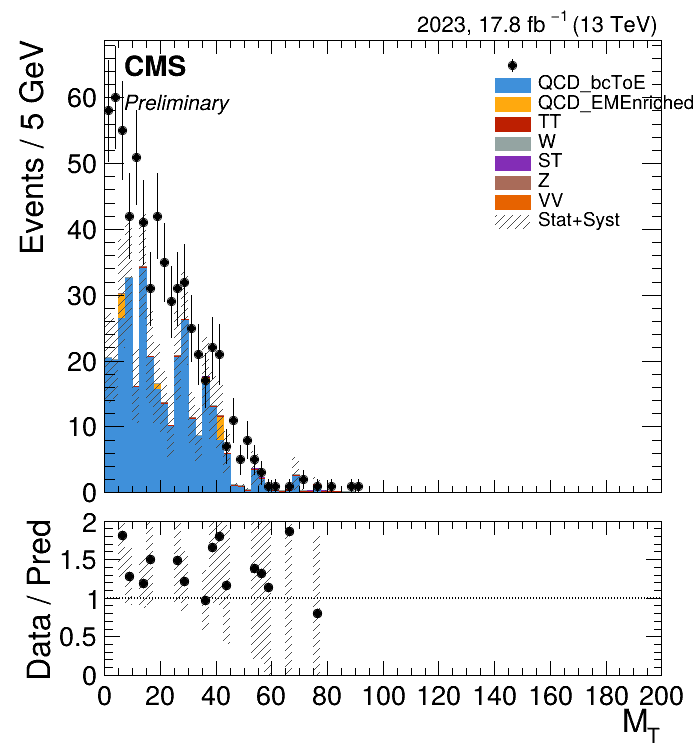 2023, 17.8 fb⁻¹ (13 TeV)
CMS
Preliminary
Events / 5 GeV
60
50
40
30
20
10
0
QCD_bcToE
QCD_EMEnriched
TT
W
ST
Z
VV
Stat+Syst
Data / Pred
2
1.5
1
0.5
0
0 20 40 60 80 100 120 140 160 180 200
M_T